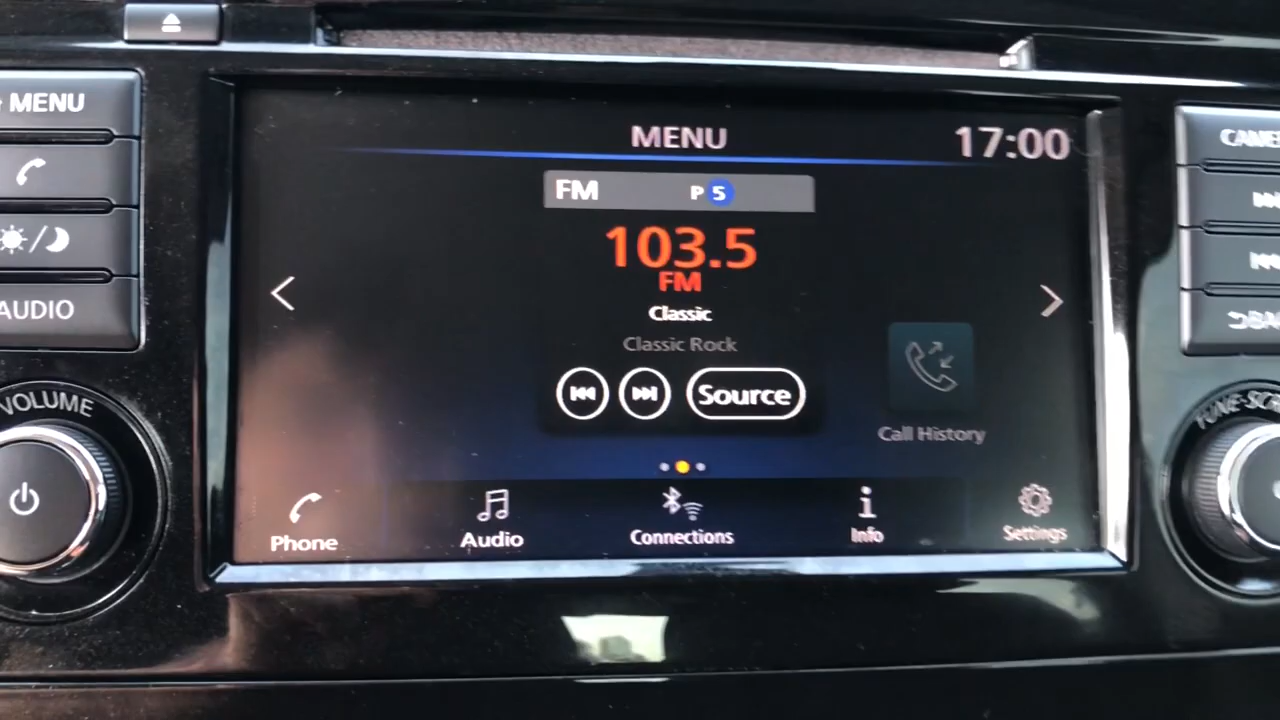 MENU
AUDIO
VOLUME
MENU
17:00
FM
P 5
103.5
FM
Classic
Classic Rock
Source
Call History
Phone
Audio
Connections
Info
Settings